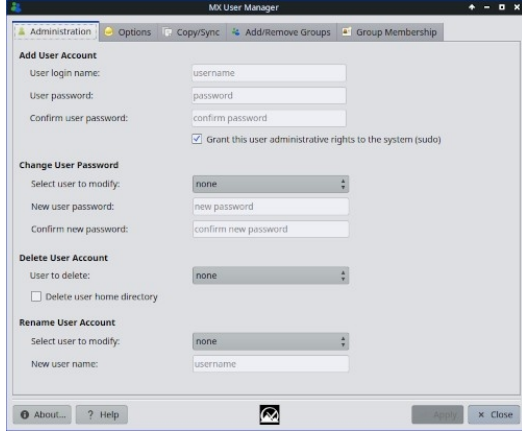 MX User Manager
Administration Options Copy/Sync Add/Remove Groups Group Membership
Add User Account
User login name: username
User password: password
Confirm user password: confirm password
Grant this user administrative rights to the system (sudo)
Change User Password
Select user to modify: none
New user password: new password
Confirm new password: confirm new password
Delete User Account
User to delete: none
Delete user home directory
Rename User Account
Select user to modify: none
New user name: username
About... ? Help Apply Close